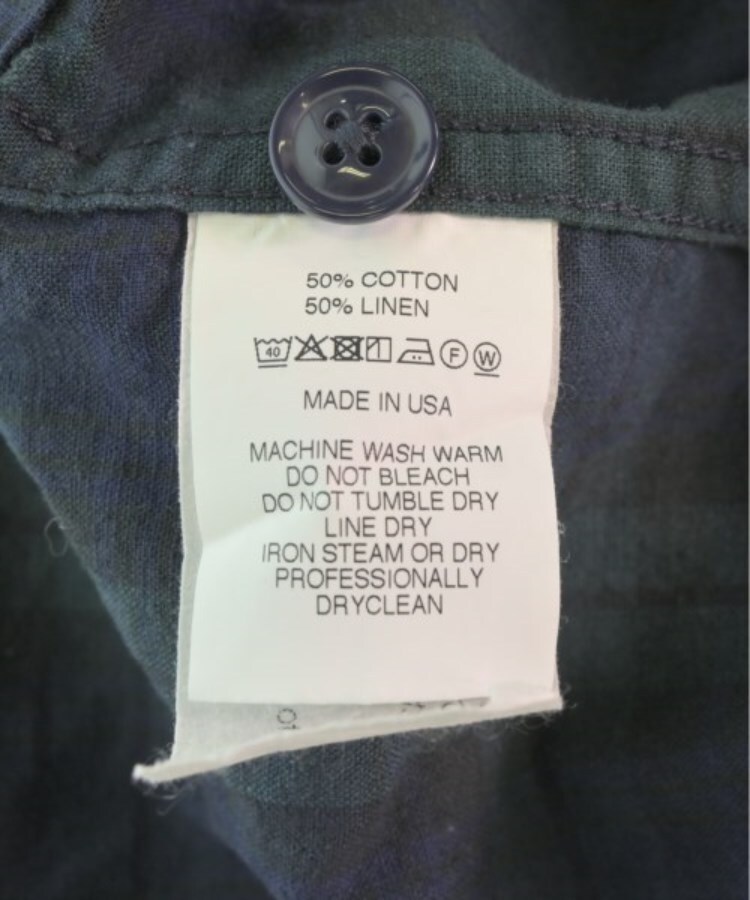 50% COTTON
50% LINEN
40 F W
MADE IN USA
MACHINE WASH WARM
DO NOT BLEACH
DO NOT TUMBLE DRY
LINE DRY
IRON STEAM OR DRY
PROFESSIONALLY
DRYCLEAN